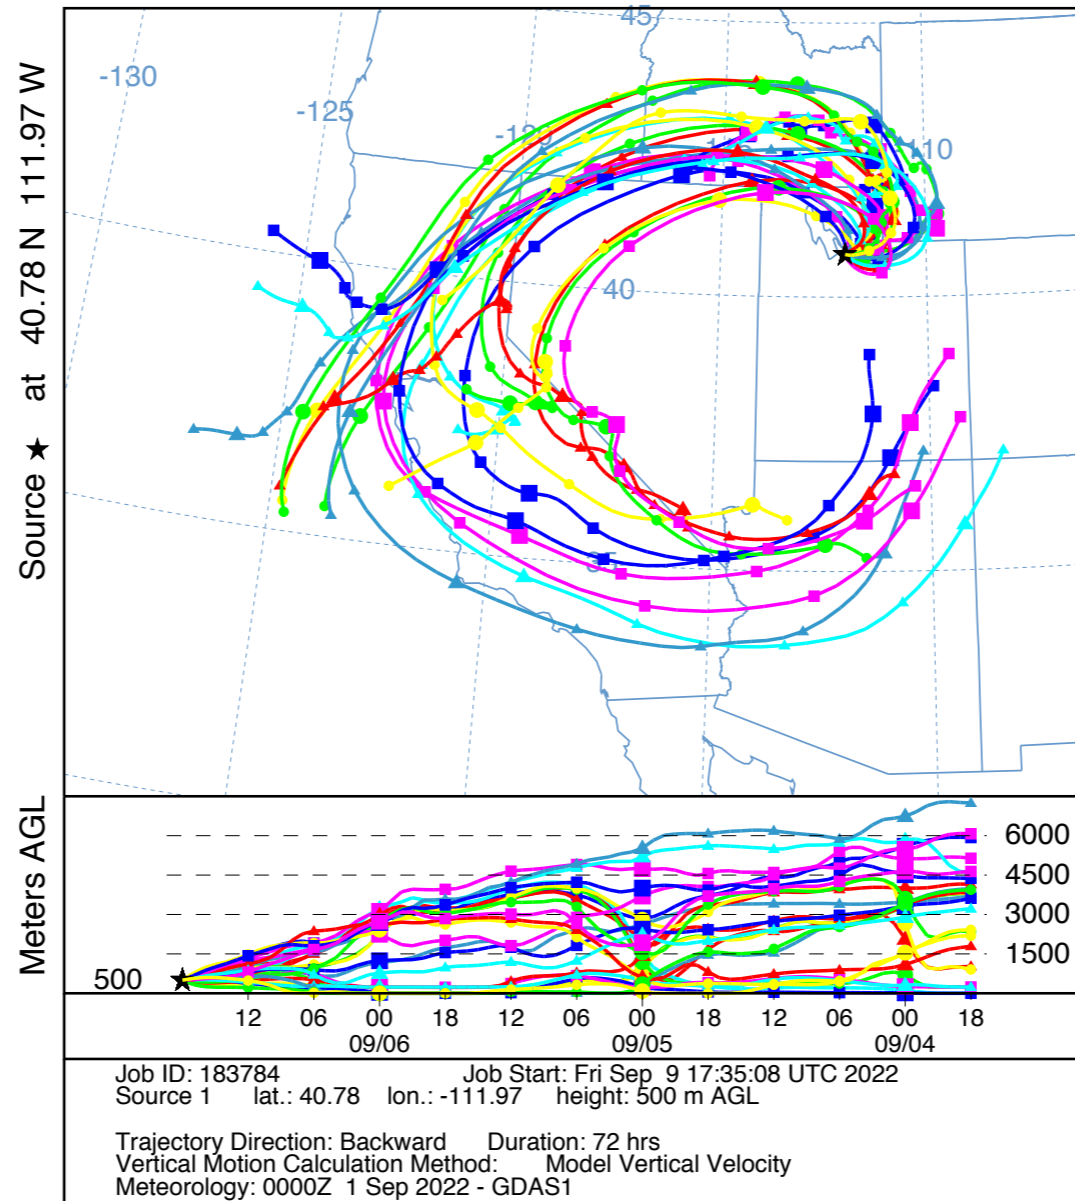 Source ★ at 40.78 N 111.97 W
45
-130
-125
110
40
Meters AGL
6000
4500
3000
1500
500
12 06 00 18 12 06 00 18 12 06 00 18
09/06 09/05 09/04
Job ID: 183784 Job Start: Fri Sep 9 17:35:08 UTC 2022
Source 1 lat.: 40.78 lon.: -111.97 height: 500 m AGL
Trajectory Direction: Backward Duration: 72 hrs
Vertical Motion Calculation Method: Model Vertical Velocity
Meteorology: 0000Z 1 Sep 2022 - GDAS1